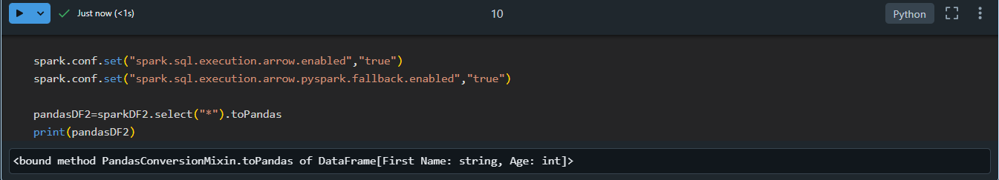 Just now (<1s)
10
Python
spark.conf.set("spark.sql.execution.arrow.enabled","true")
spark.conf.set("spark.sql.execution.arrow.pyspark.fallback.enabled","true")
pandasDF2=sparkDF2.select("*").toPandas
print(pandasDF2)
<bound method PandasConversionMixin.toPandas of DataFrame[First Name: string, Age: int]>